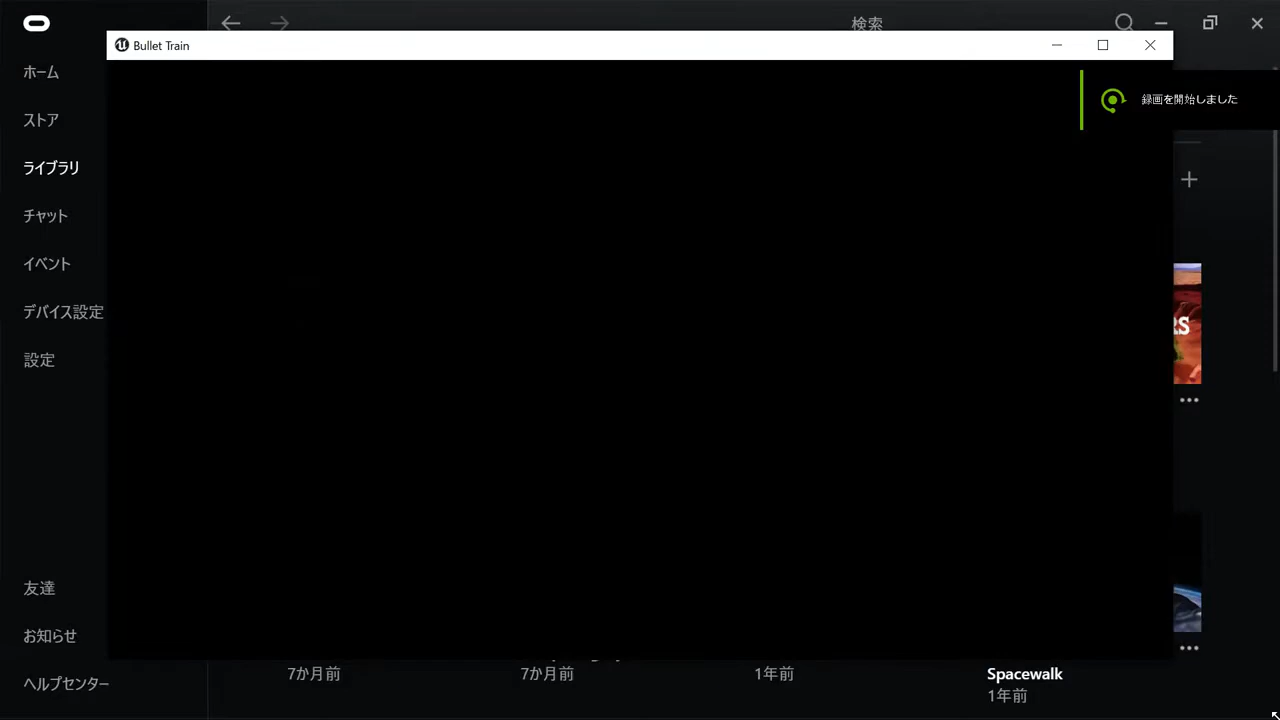 検索
Bullet Train
録画を開始しました
ホーム
ストア
ライブラリ
チャット
イベント
デバイス設定
設定
RS
友達
お知らせ
ヘルプセンター
7か月前
7か月前
1年前
Spacewalk
1年前